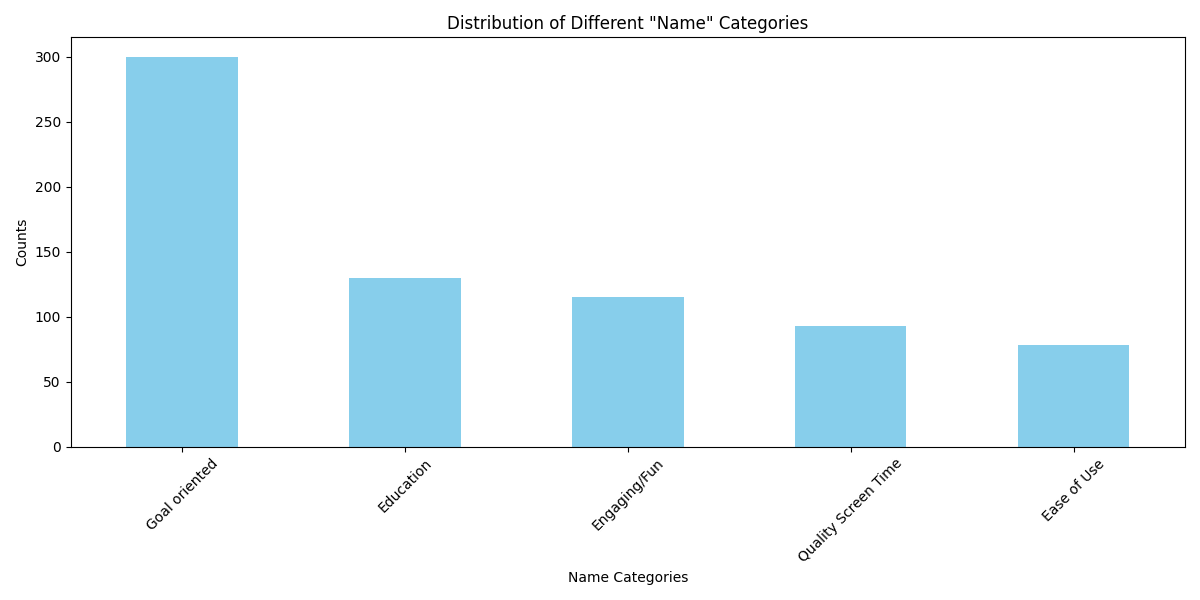 Distribution of Different "Name" Categories
300
250
200
150
100
50
0
Counts
Goal oriented
Education
Engaging/Fun
Quality Screen Time
Ease of Use
Name Categories